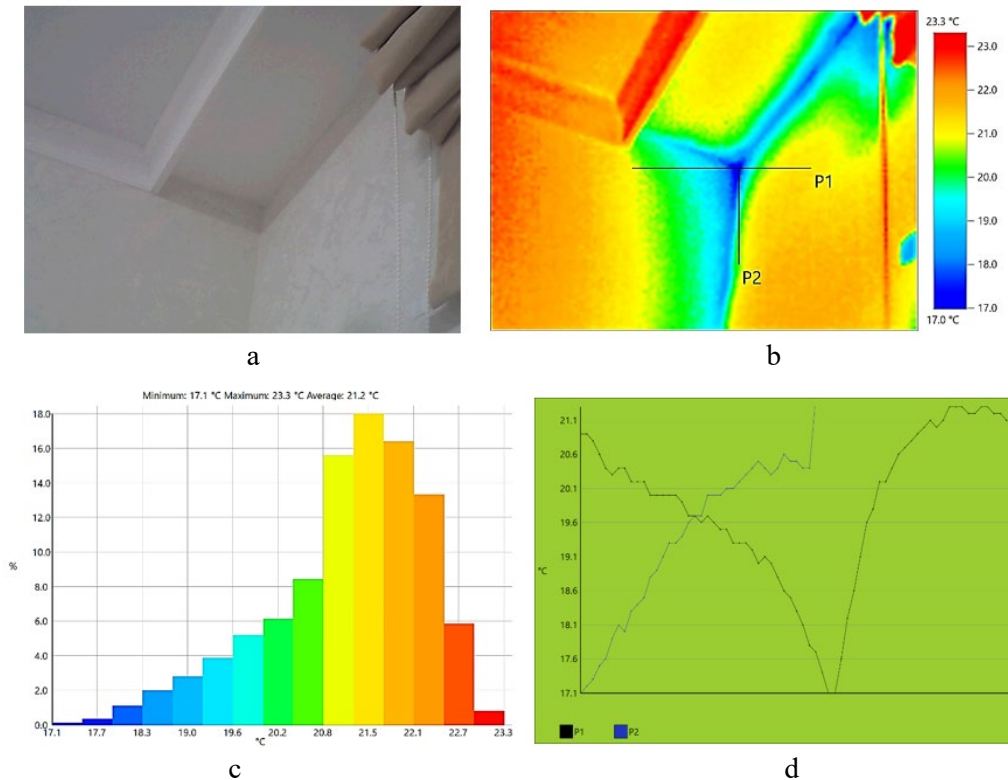 23.3 °C
23.0
22.0
21.0
20.0
19.0
18.0
17.0
17.0 °C
P1
P2
a
b
Minimum: 17.1 °C Maximum: 23.3 °C Average: 21.2 °C
18.0
16.0
14.0
12.0
10.0
8.0
6.0
4.0
2.0
0.0
%
17.1 17.7 18.3 19.0 19.6 20.2 20.8 21.5 22.1 22.7 23.3
°C
21.1
20.6
20.1
19.6
19.1
18.6
18.1
17.6
17.1
°C
P1 P2
c
d